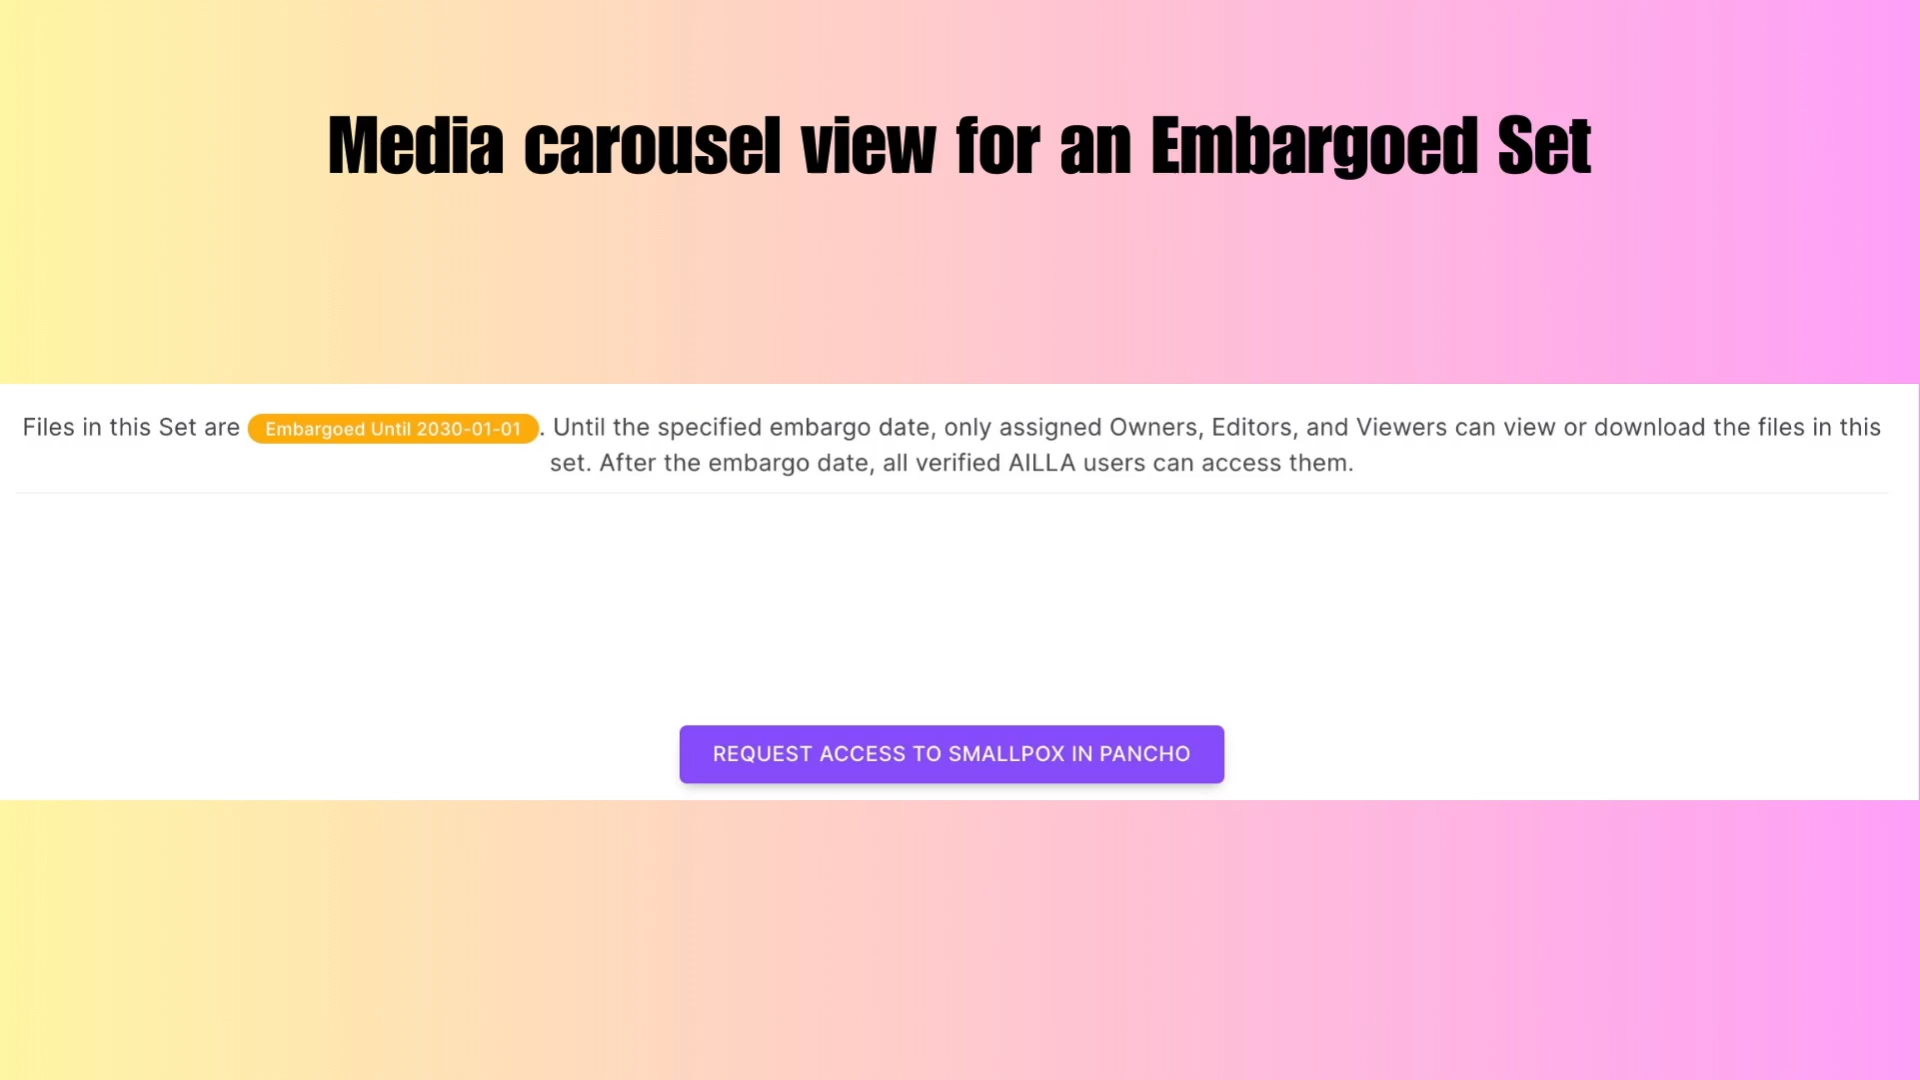 Media carousel view for an Embargoed Set
Files in this Set are Embargoed Until 2030-01-01. Until the specified embargo date, only assigned Owners, Editors, and Viewers can view or download the files in this
set. After the embargo date, all verified AILLA users can access them.
REQUEST ACCESS TO SMALLPOX IN PANCHO